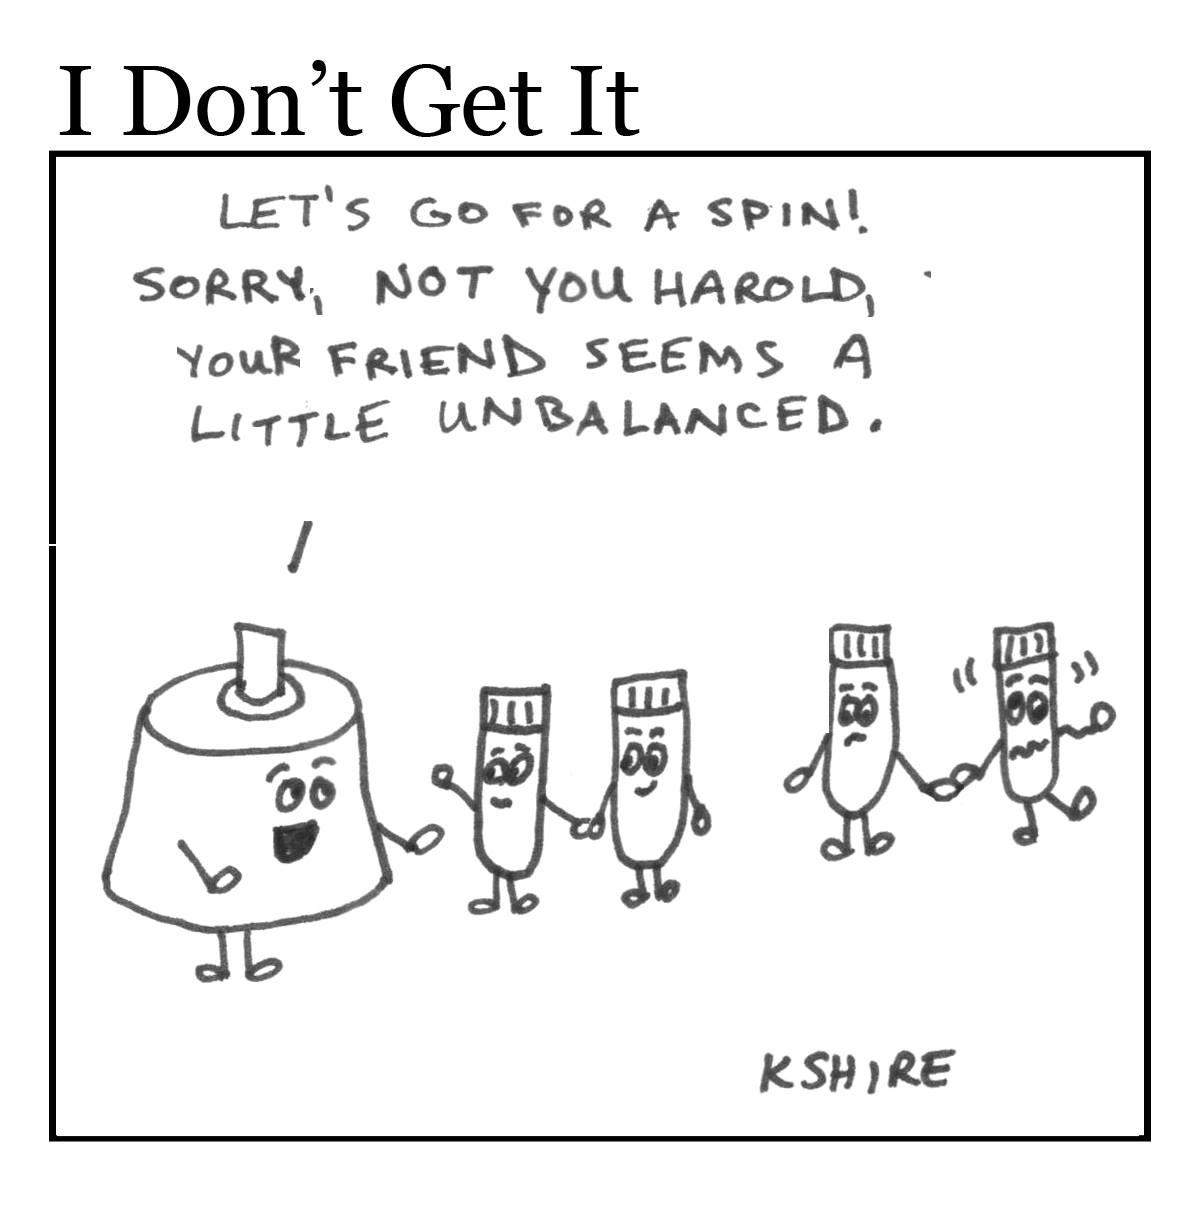 I Don’t Get It
LET'S GO FOR A SPIN!
SORRY, NOT YOU HAROLD,
YOUR FRIEND SEEMS A
LITTLE UNBALANCED.
KSHIRE